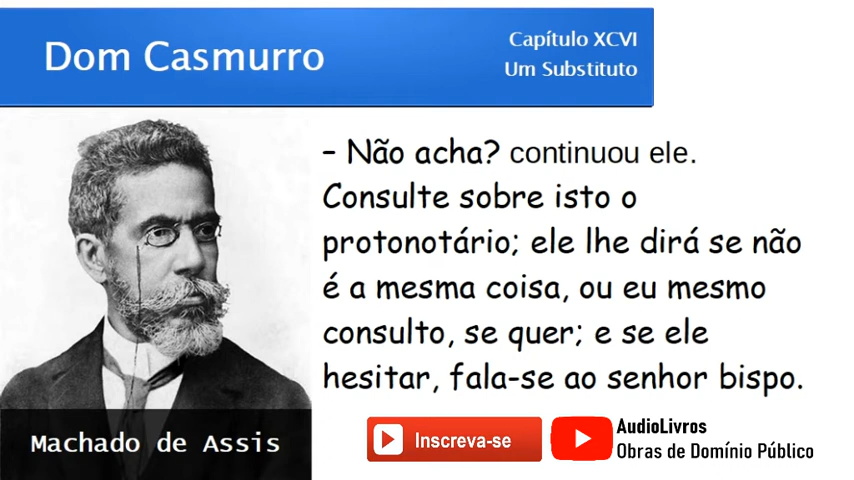 Dom Casmurro
Capítulo XCVI
Um Substituto
– Não acha? continuou ele.
Consulte sobre isto o
protonotário; ele lhe dirá se não
é a mesma coisa, ou eu mesmo
consulto, se quer; e se ele
hesitar, fala-se ao senhor bispo.
Machado de Assis
Inscreva-se
AudioLivros
Obras de Domínio Público